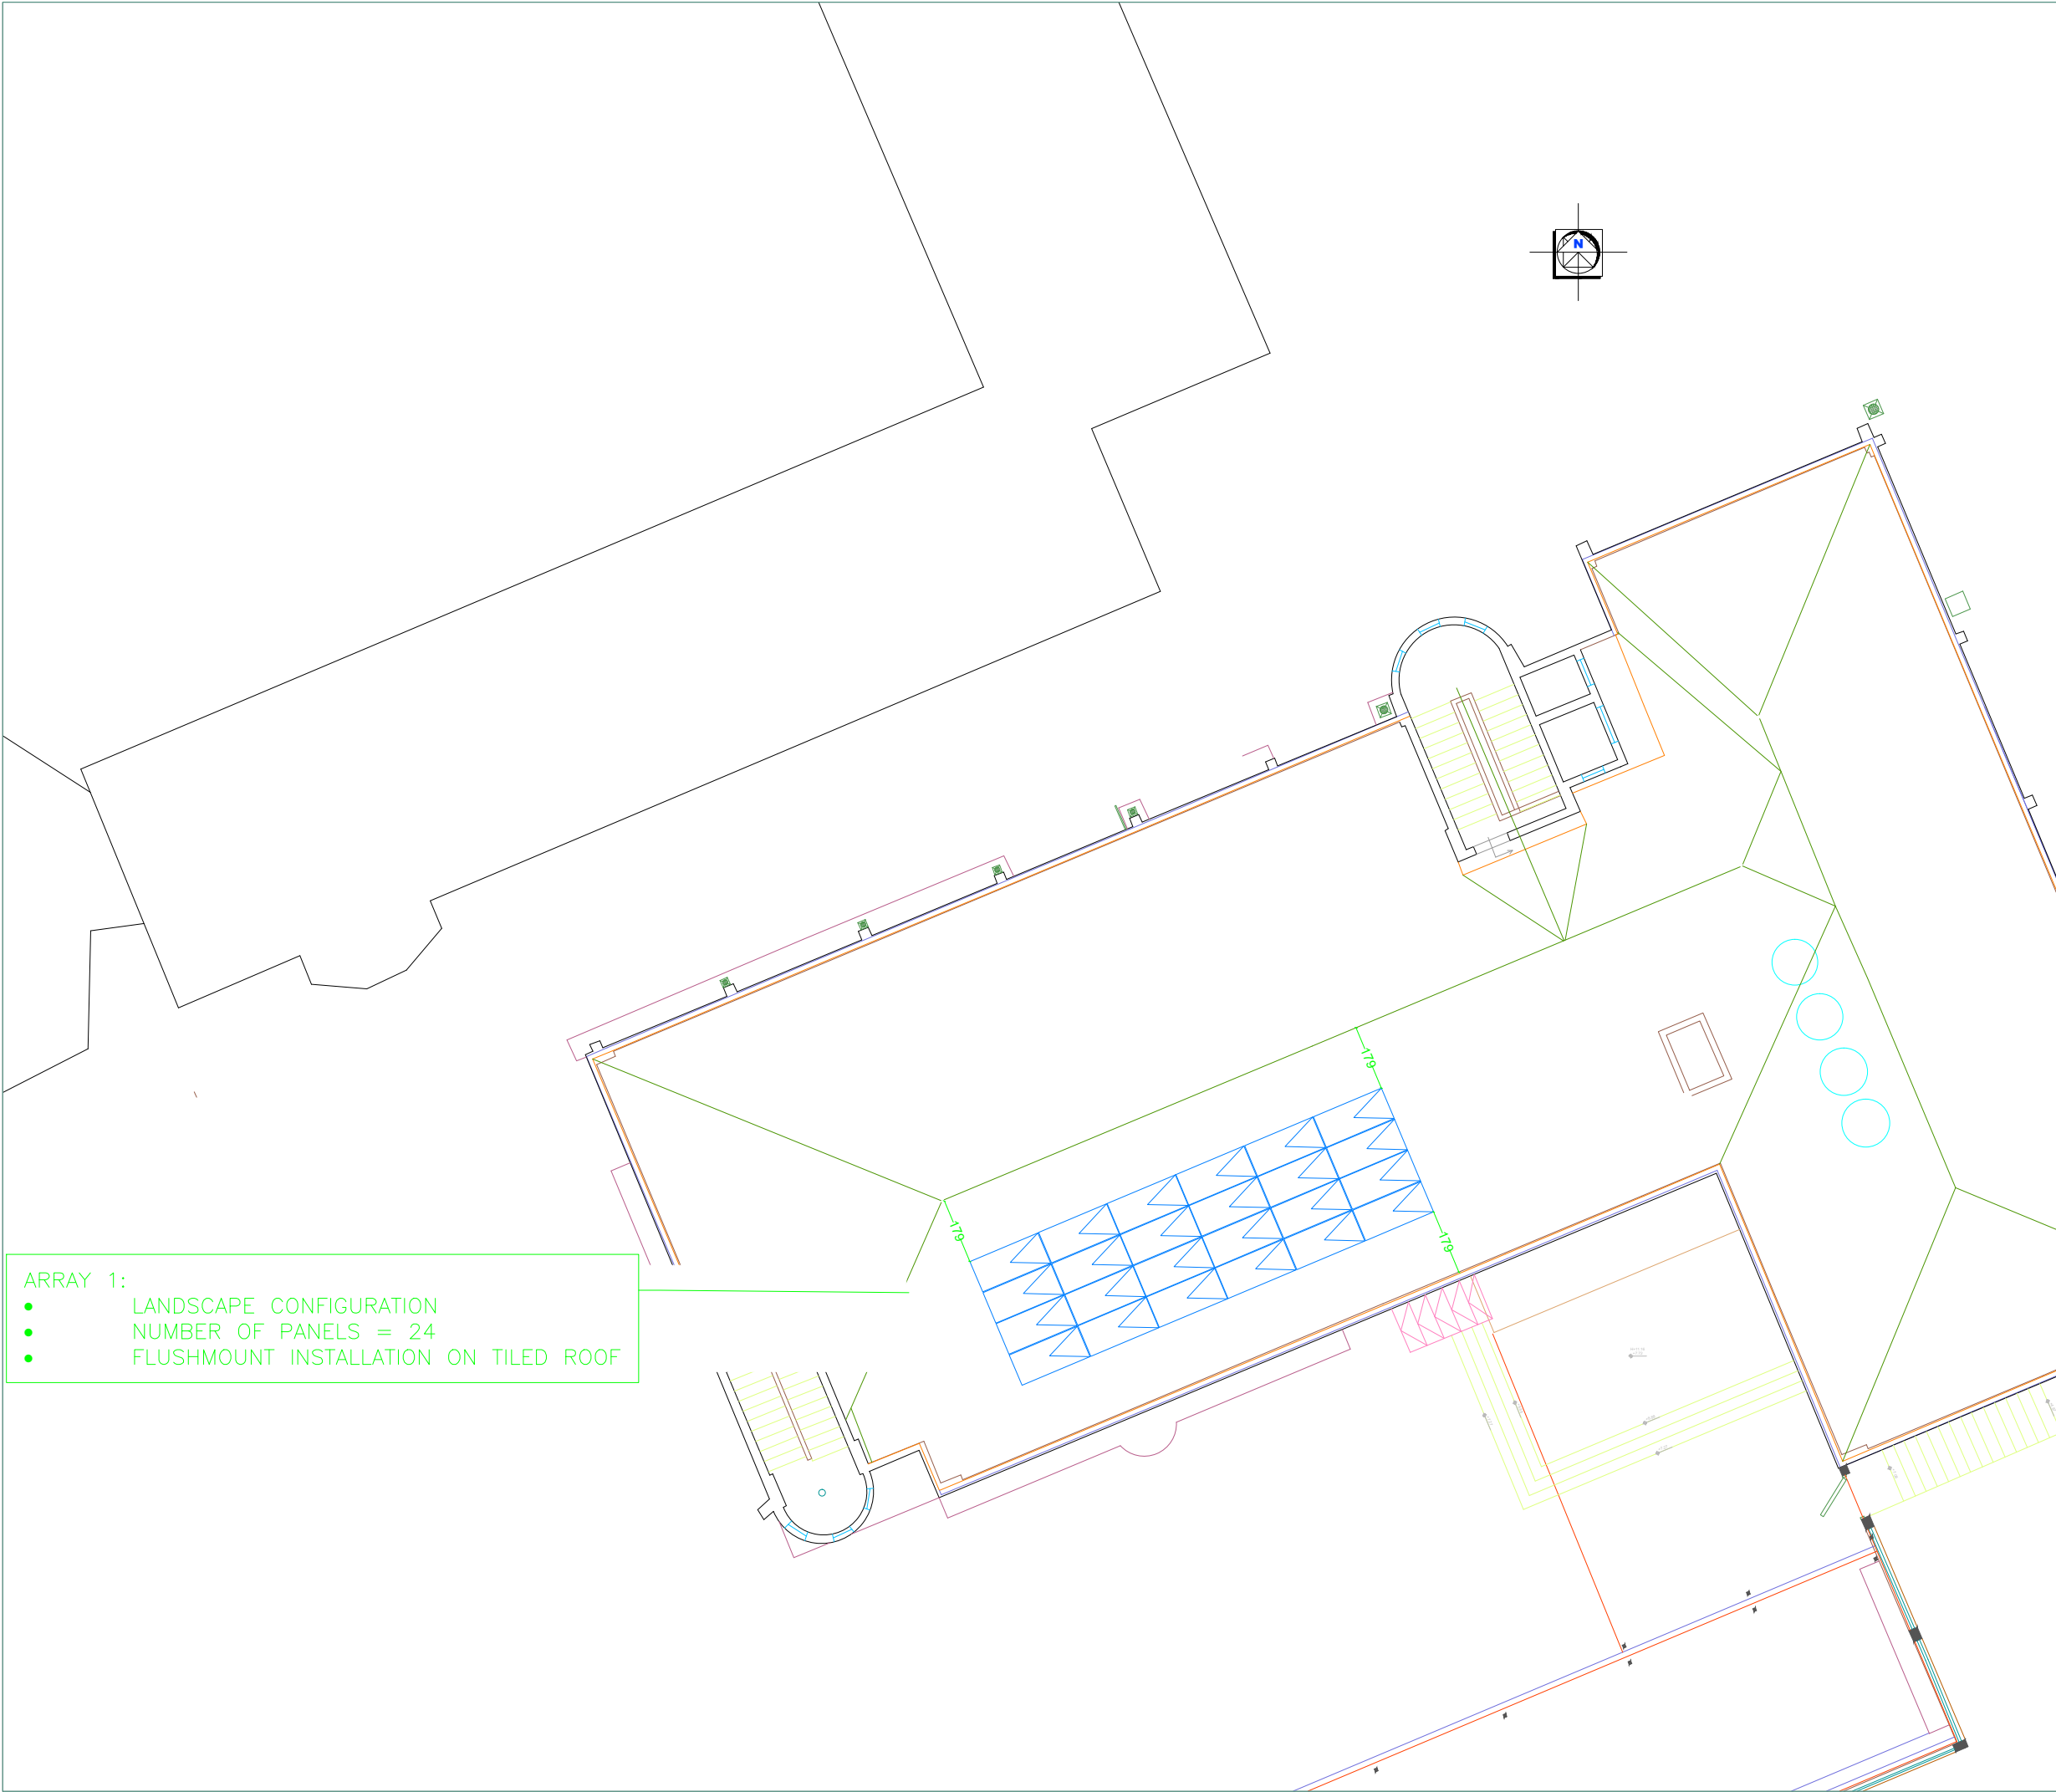 N
179
179
179
ARRAY 1:
● LANDSCAPE CONFIGURATION
● NUMBER OF PANELS = 24
● FLUSHMOUNT INSTALLATION ON TILED ROOF